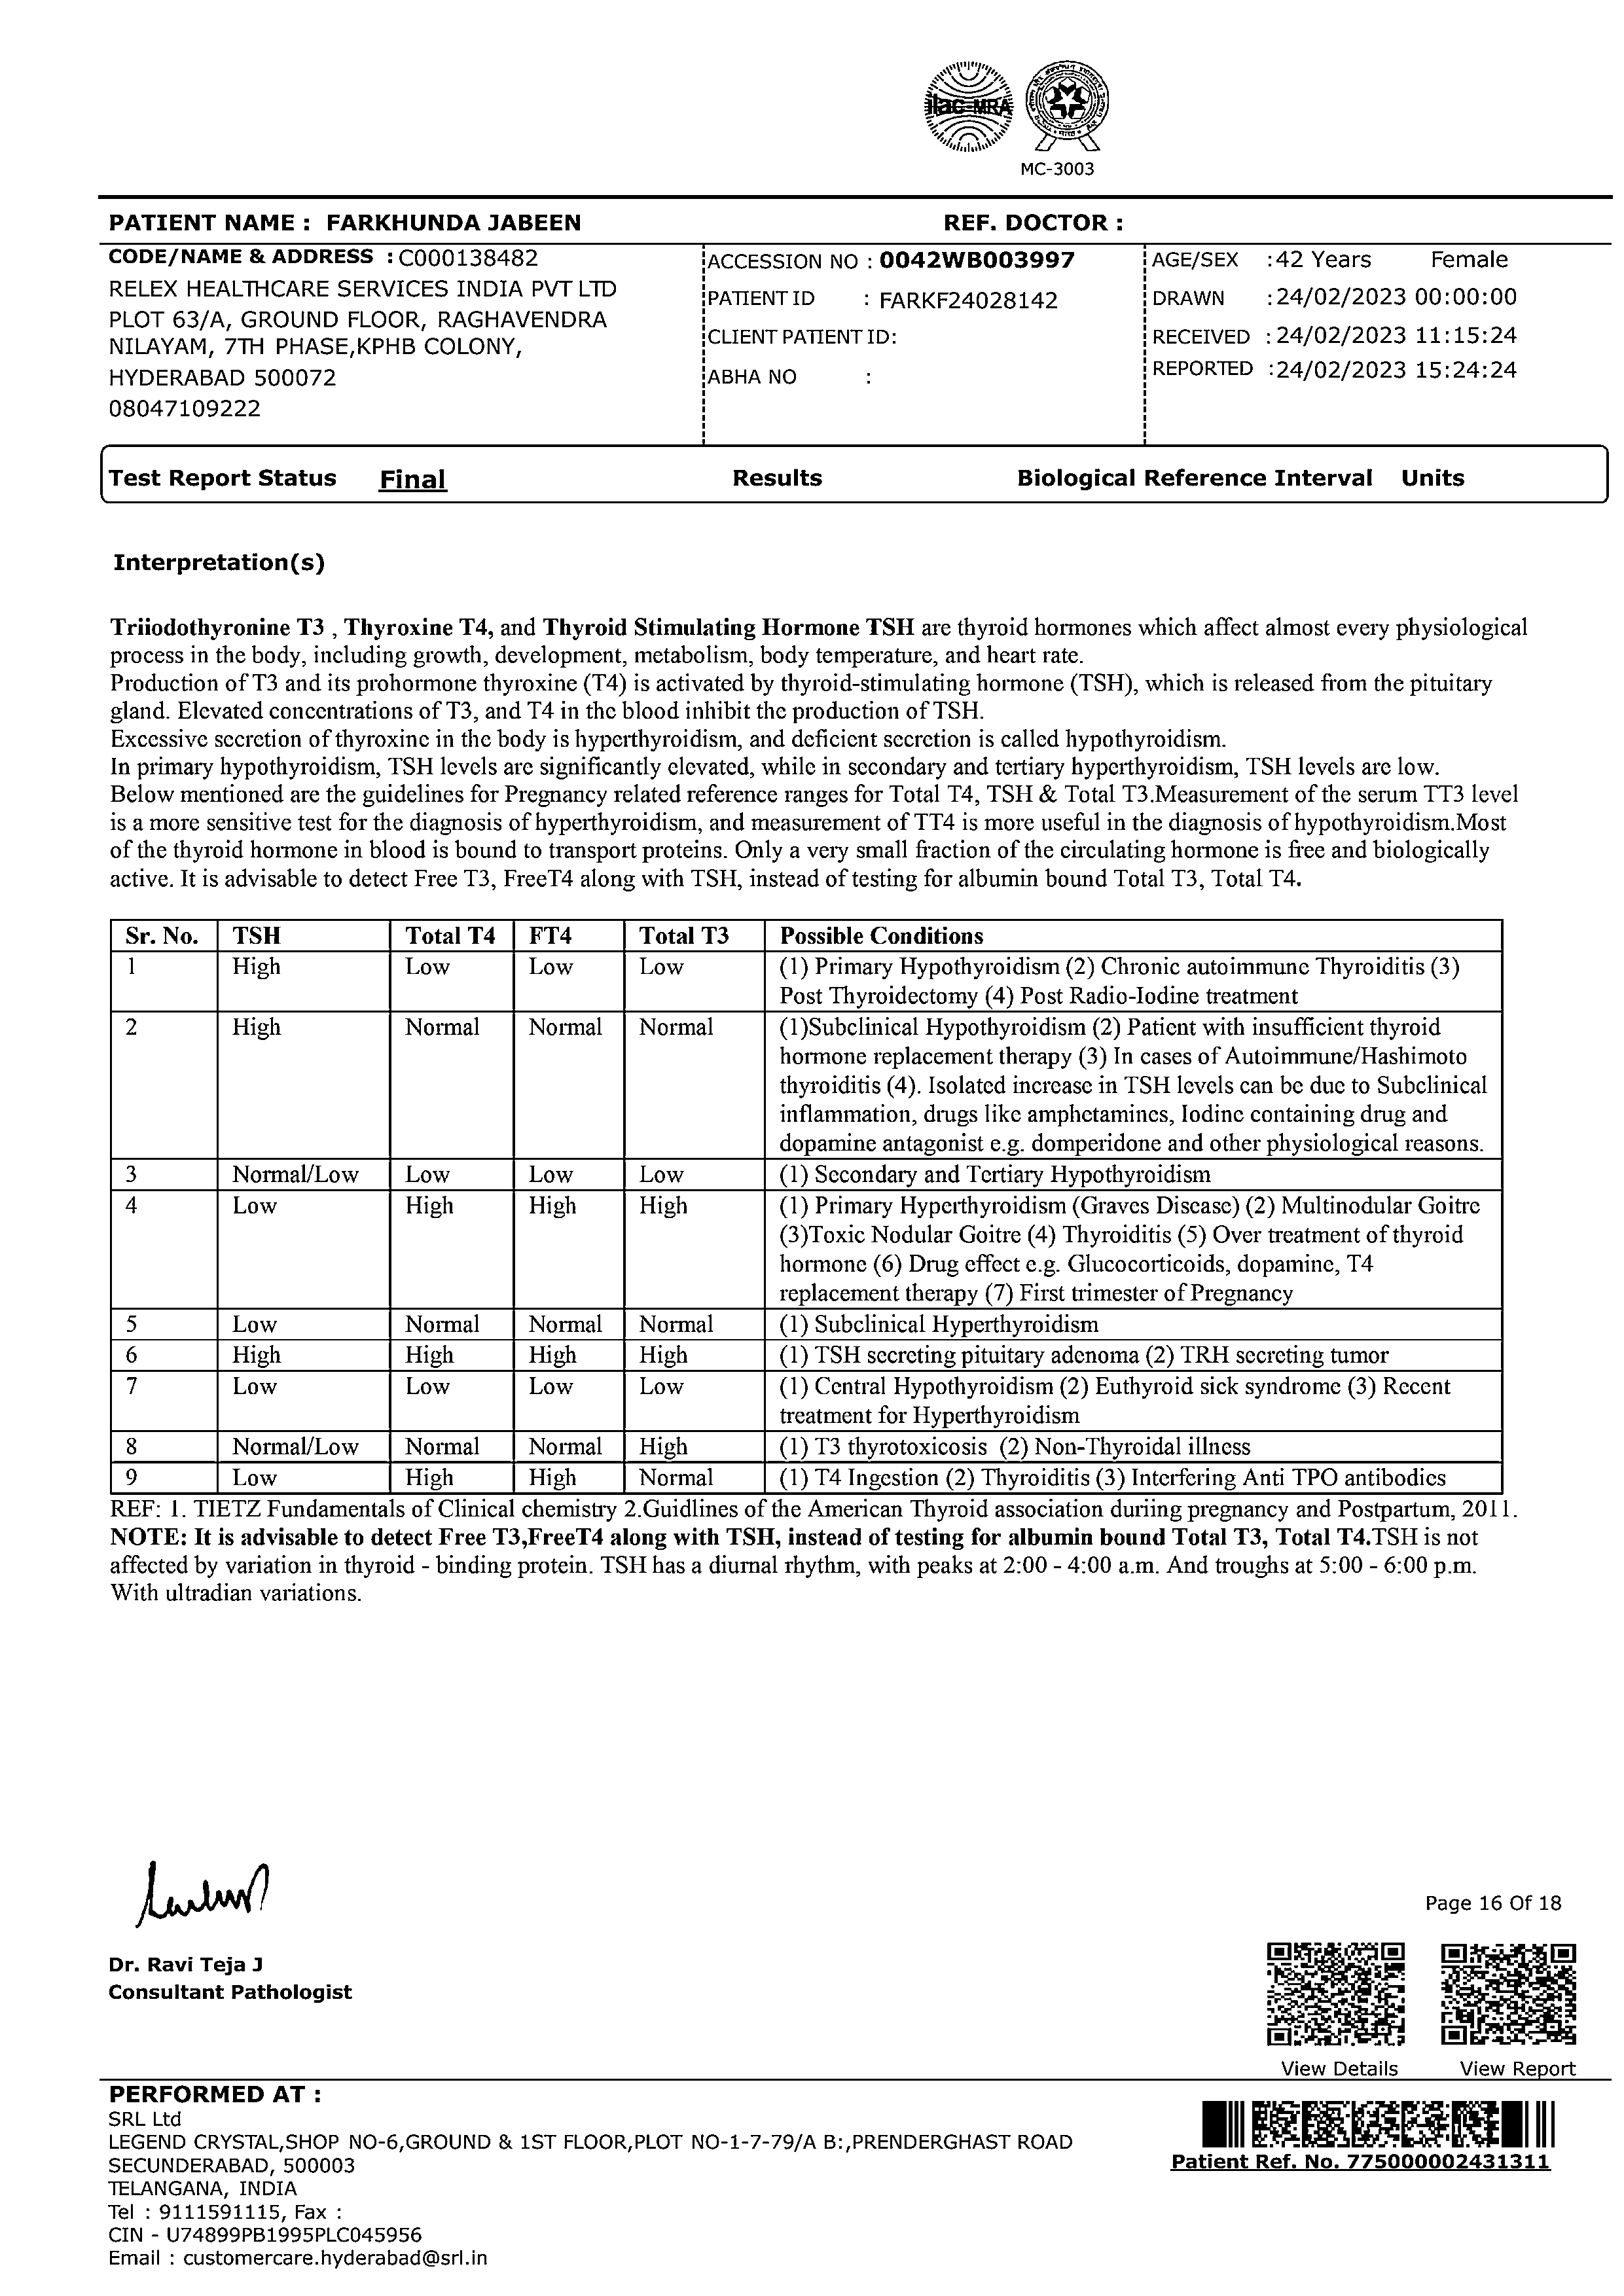 ilac-MRA
MC-3003
PATIENT NAME : FARKHUNDA JABEEN REF. DOCTOR :
CODE/NAME & ADDRESS : C000138482
RELEX HEALTHCARE SERVICES INDIA PVT LTD
PLOT 63/A, GROUND FLOOR, RAGHAVENDRA
NILAYAM, 7TH PHASE,KPHB COLONY,
HYDERABAD 500072
08047109222
ACCESSION NO : 0042WB003997
PATIENT ID : FARKF24028142
CLIENT PATIENT ID:
ABHA NO :
AGE/SEX :42 Years Female
DRAWN :24/02/2023 00:00:00
RECEIVED :24/02/2023 11:15:24
REPORTED :24/02/2023 15:24:24
Test Report Status Final Results Biological Reference Interval Units
Interpretation(s)
Triiodothyronine T3 , Thyroxine T4, and Thyroid Stimulating Hormone TSH are thyroid hormones which affect almost every physiological
process in the body, including growth, development, metabolism, body temperature, and heart rate.
Production of T3 and its prohormone thyroxine (T4) is activated by thyroid-stimulating hormone (TSH), which is released from the pituitary
gland. Elevated concentrations of T3, and T4 in the blood inhibit the production of TSH.
Excessive secretion of thyroxine in the body is hyperthyroidism, and deficient secretion is called hypothyroidism.
In primary hypothyroidism, TSH levels are significantly elevated, while in secondary and tertiary hyperthyroidism, TSH levels are low.
Below mentioned are the guidelines for Pregnancy related reference ranges for Total T4, TSH & Total T3.Measurement of the serum TT3 level
is a more sensitive test for the diagnosis of hyperthyroidism, and measurement of TT4 is more useful in the diagnosis of hypothyroidism.Most
of the thyroid hormone in blood is bound to transport proteins. Only a very small fraction of the circulating hormone is free and biologically
active. It is advisable to detect Free T3, FreeT4 along with TSH, instead of testing for albumin bound Total T3, Total T4.
Sr. No. TSH Total T4 FT4 Total T3 Possible Conditions
1 High Low Low Low (1) Primary Hypothyroidism (2) Chronic autoimmune Thyroiditis (3)
Post Thyroidectomy (4) Post Radio-Iodine treatment
2 High Normal Normal Normal (1)Subclinical Hypothyroidism (2) Patient with insufficient thyroid
hormone replacement therapy (3) In cases of Autoimmune/Hashimoto
thyroiditis (4). Isolated increase in TSH levels can be due to Subclinical
inflammation, drugs like amphetamines, Iodine containing drug and
dopamine antagonist e.g. domperidone and other physiological reasons.
3 Normal/Low Low Low Low (1) Secondary and Tertiary Hypothyroidism
4 Low High High High (1) Primary Hyperthyroidism (Graves Disease) (2) Multinodular Goitre
(3)Toxic Nodular Goitre (4) Thyroiditis (5) Over treatment of thyroid
hormone (6) Drug effect e.g. Glucocorticoids, dopamine, T4
replacement therapy (7) First trimester of Pregnancy
5 Low Normal Normal Normal (1) Subclinical Hyperthyroidism
6 High High High High (1) TSH secreting pituitary adenoma (2) TRH secreting tumor
7 Low Low Low Low (1) Central Hypothyroidism (2) Euthyroid sick syndrome (3) Recent
treatment for Hyperthyroidism
8 Normal/Low Normal Normal High (1) T3 thyrotoxicosis (2) Non-Thyroidal illness
9 Low High High Normal (1) T4 Ingestion (2) Thyroiditis (3) Interfering Anti TPO antibodies
REF: 1. TIETZ Fundamentals of Clinical chemistry 2.Guidlines of the American Thyroid association duriing pregnancy and Postpartum, 2011.
NOTE: It is advisable to detect Free T3,FreeT4 along with TSH, instead of testing for albumin bound Total T3, Total T4.TSH is not
affected by variation in thyroid - binding protein. TSH has a diurnal rhythm, with peaks at 2:00 - 4:00 a.m. And troughs at 5:00 - 6:00 p.m.
With ultradian variations.
Page 16 Of 18
Dr. Ravi Teja J
Consultant Pathologist
View Details View Report
PERFORMED AT :
SRL Ltd
LEGEND CRYSTAL,SHOP NO-6,GROUND & 1ST FLOOR,PLOT NO-1-7-79/A B:,PRENDERGHAST ROAD
SECUNDERABAD, 500003
TELANGANA, INDIA
Tel : 9111591115, Fax :
CIN - U74899PB1995PLC045956
Email : customercare.hyderabad@srl.in
Patient Ref. No. 775000002431311